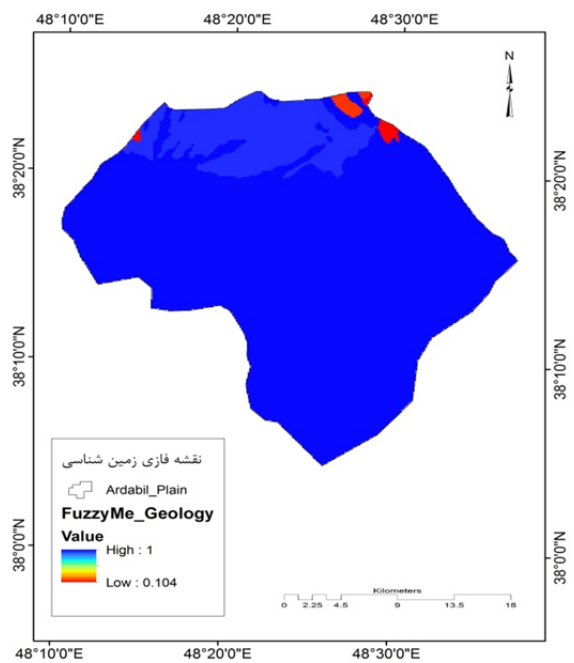 48°10'0"E 48°20'0"E 48°30'0"E
N
38°20'0"N 38°20'0"N
38°10'0"N 38°10'0"N
38°0'0"N 38°0'0"N
نقشه فازی زمین شناسی
Ardabil_Plain
FuzzyMe_Geology
Value
High : 1
Low : 0.104
Kilometers
0 2.25 4.5 9 13.5 18
48°10'0"E 48°20'0"E 48°30'0"E